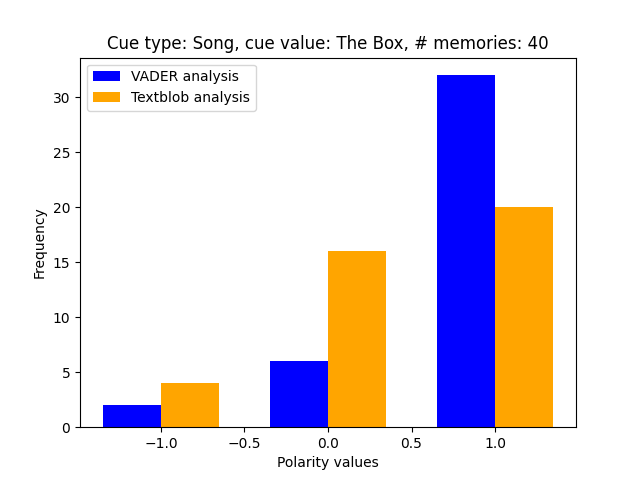 Cue type: Song, cue value: The Box, # memories: 40
VADER analysis
Textblob analysis
Frequency
30
25
20
15
10
5
0
−1.0 −0.5 0.0 0.5 1.0
Polarity values